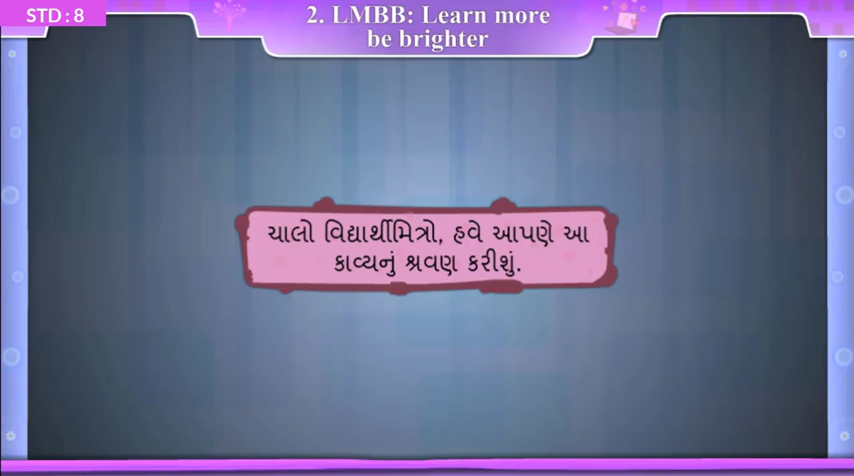 STD : 8
2. LMBB: Learn more
be brighter
ચાલો વિદ્યાર્થીમિત્રો, હવે આપણે આ
કાવ્યનું શ્રવણ કરીશું.